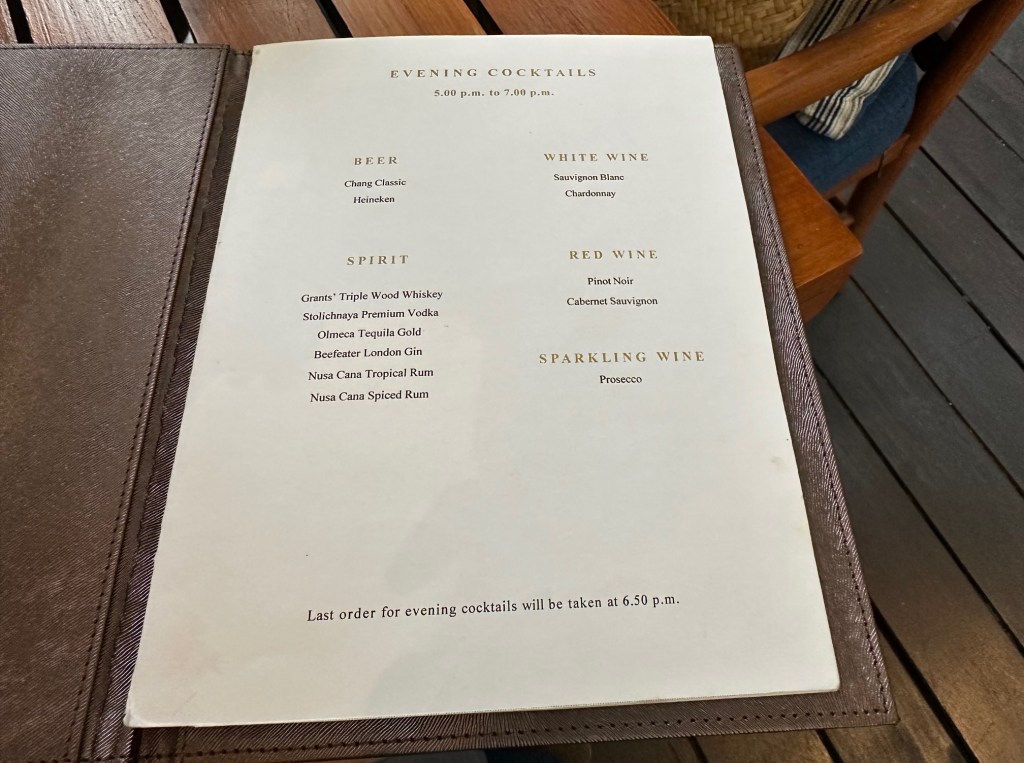 EVENING COCKTAILS
5.00 p.m. to 7.00 p.m.
BEER
Chang Classic
Heineken
SPIRIT
Grants' Triple Wood Whiskey
Stolichnaya Premium Vodka
Olmeca Tequila Gold
Beefeater London Gin
Nusa Cana Tropical Rum
Nusa Cana Spiced Rum
WHITE WINE
Sauvignon Blanc
Chardonnay
RED WINE
Pinot Noir
Cabernet Sauvignon
SPARKLING WINE
Prosecco
Last order for evening cocktails will be taken at 6.50 p.m.